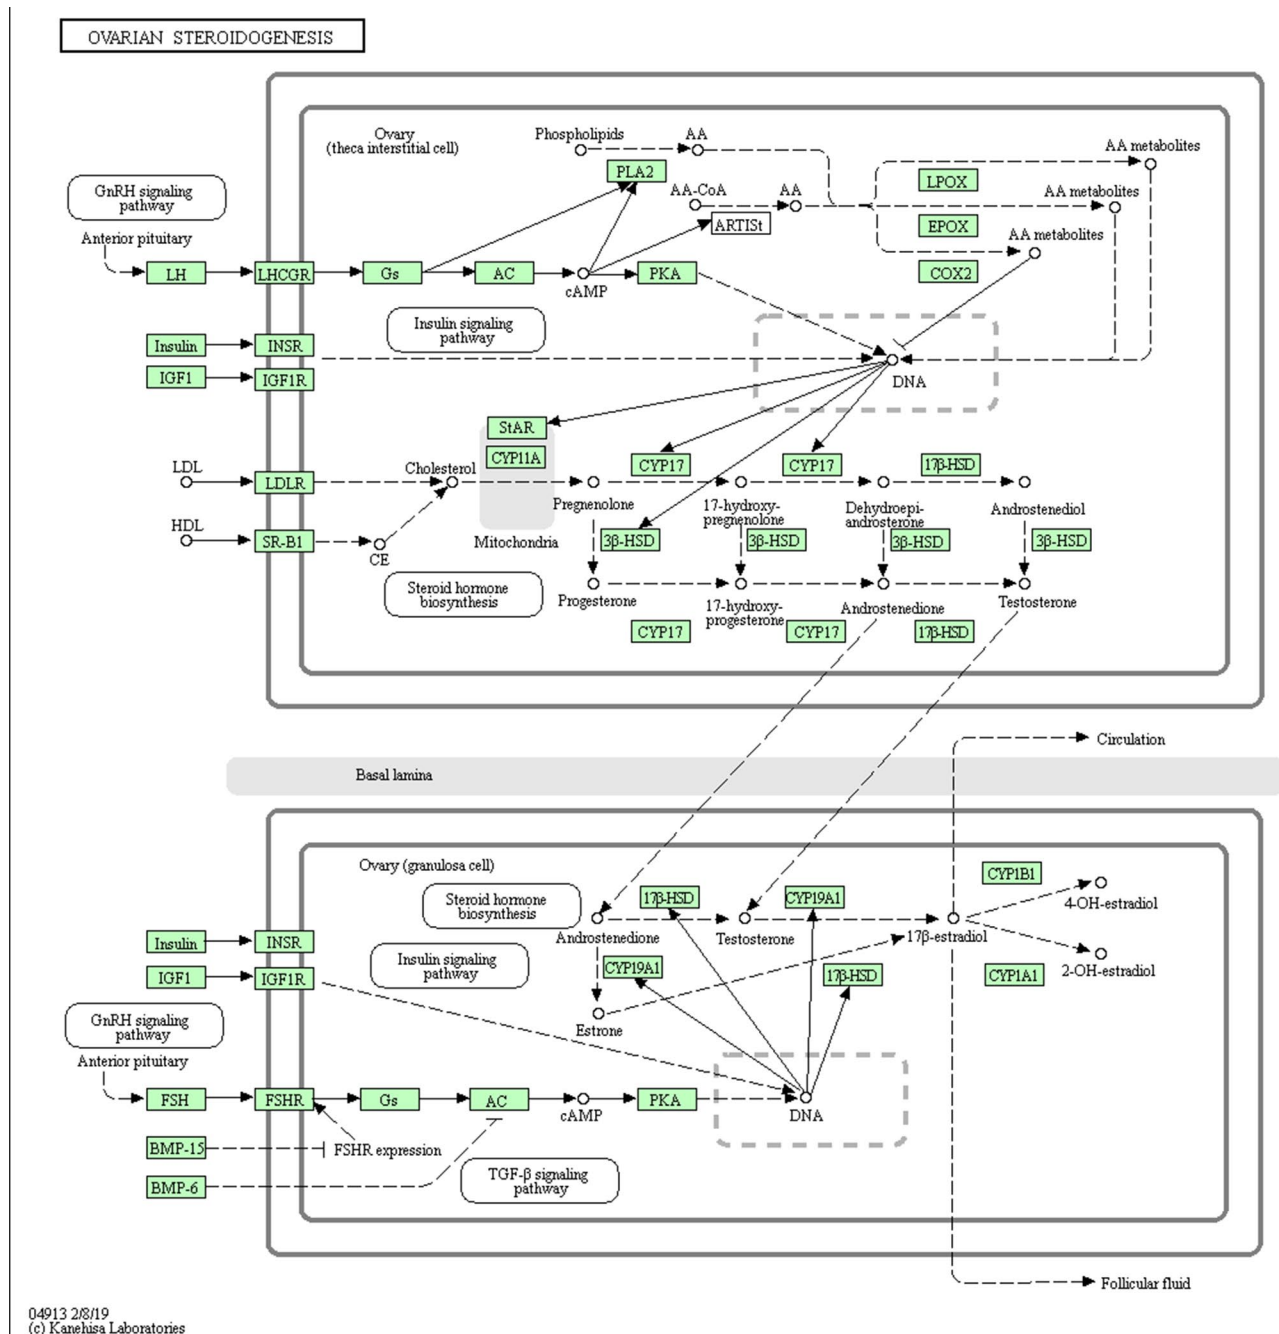 OVARIAN STEROIDOGENESIS
Ovary
(theca interstitial cell)
Phospholipids
AA
AA metabolites
PLA2
LPOX
GnRH signaling
pathway
AA-CoA
AA
AA metabolites
ARTISt
EPOX
Anterior pituitary
AA metabolites
LH
LHCGR
Gs
AC
cAMP
PKA
COX2
Insulin signaling
pathway
Insulin
INSR
IGF1
IGF1R
DNA
StAR
CYP11A
CYP17
CYP17
17β-HSD
LDL
LDLR
Cholesterol
Pregnenolone
17-hydroxy-
pregnenolone
Dehydroepi-
androsterone
Androstenediol
HDL
SR-B1
CE
Mitochondria
3β-HSD
3β-HSD
3β-HSD
3β-HSD
Steroid hormone
biosynthesis
Progesterone
17-hydroxy-
progesterone
Androstenedione
Testosterone
CYP17
CYP17
17β-HSD
Circulation
Basal lamina
Ovary (granulosa cell)
Steroid hormone
biosynthesis
17β-HSD
CYP19A1
CYP1B1
4-OH-estradiol
Androstenedione
Testosterone
17β-estradiol
Insulin
INSR
Insulin signaling
pathway
IGF1
IGF1R
CYP19A1
17β-HSD
CYP1A1
2-OH-estradiol
GnRH signaling
pathway
Estrone
Anterior pituitary
FSH
FSHR
Gs
AC
cAMP
PKA
DNA
BMP-15
FSHR expression
BMP-6
TGF-β signaling
pathway
Follicular fluid
04913 2/8/19
(c) Kanehisa Laboratories